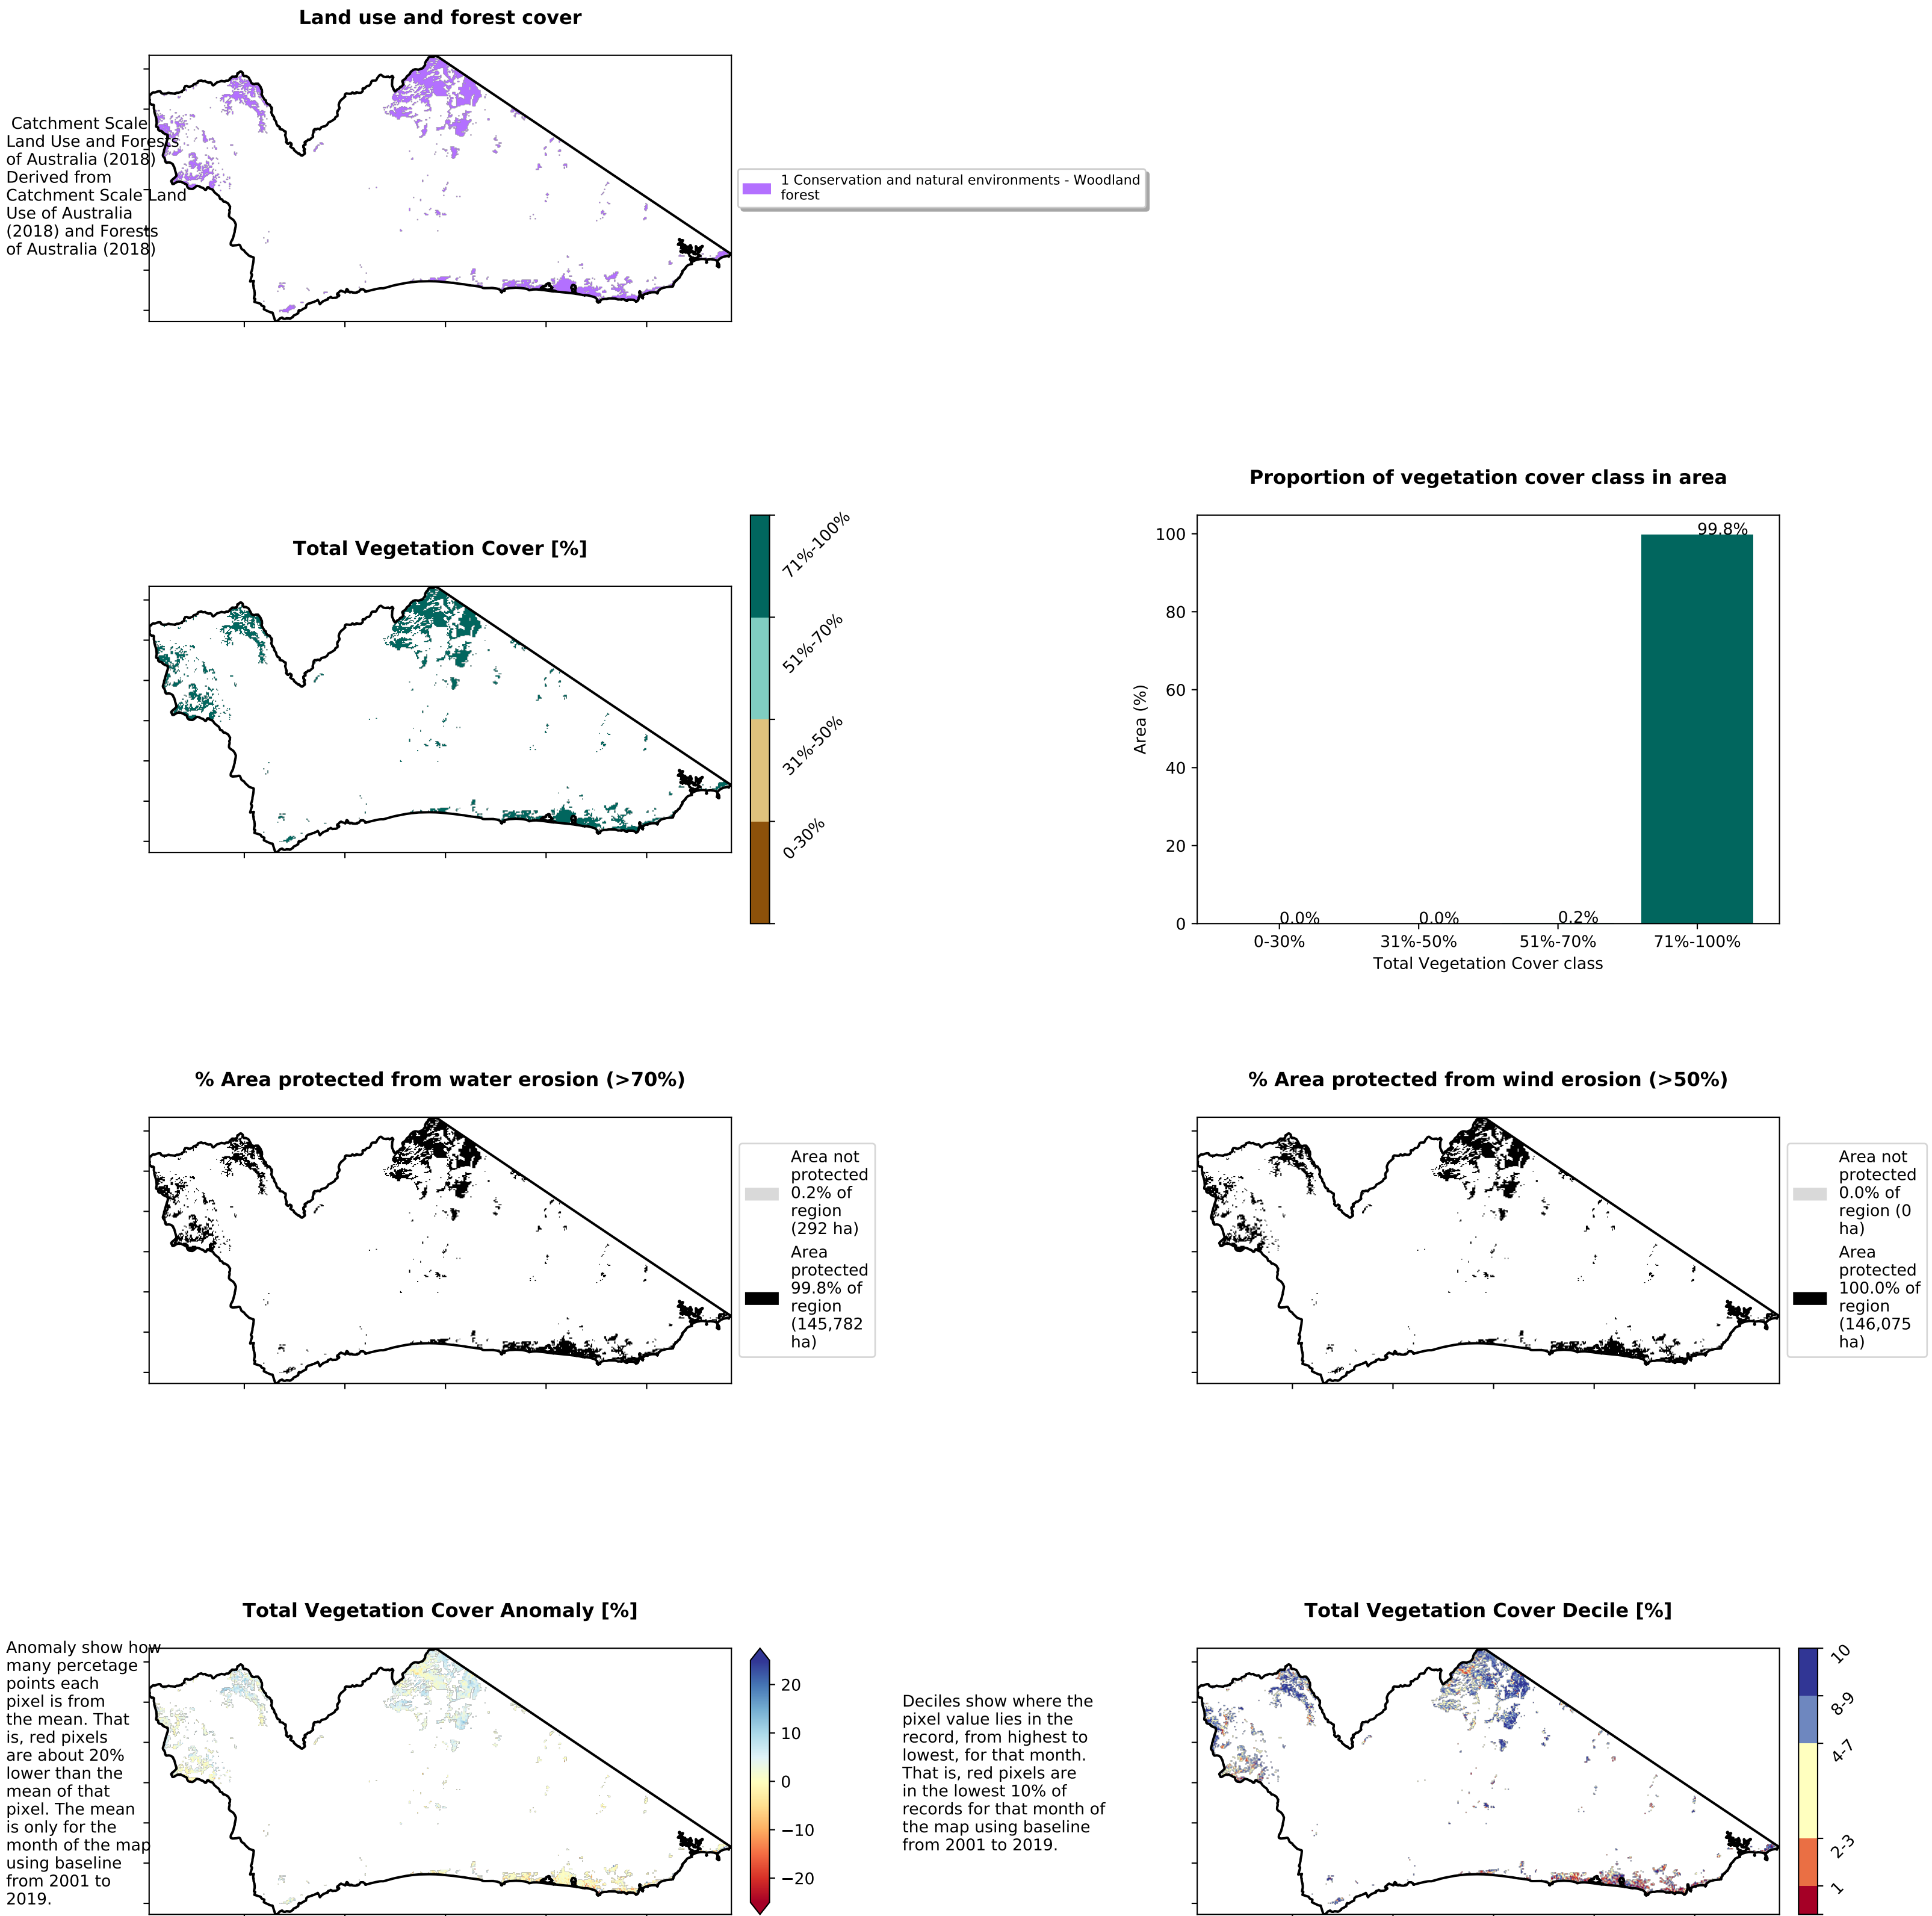 Land use and forest cover
Catchment Scale
Land Use and Forests
of Australia (2018)
Derived from
Catchment Scale Land
Use of Australia
(2018) and Forests
of Australia (2018)
1 Conservation and natural environments - Woodland
forest
Total Vegetation Cover [%]
71%-100%
51%-70%
31%-50%
0-30%
Proportion of vegetation cover class in area
Area (%)
100
80
60
40
20
0
0.0%
0.0%
0.2%
99.8%
0-30%
31%-50%
51%-70%
71%-100%
Total Vegetation Cover class
% Area protected from water erosion (>70%)
Area not
protected
0.2% of
region
(292 ha)
Area
protected
99.8% of
region
(145,782
ha)
% Area protected from wind erosion (>50%)
Area not
protected
0.0% of
region (0
ha)
Area
protected
100.0% of
region
(146,075
ha)
Total Vegetation Cover Anomaly [%]
Anomaly show how
many percetage
points each
pixel is from
the mean. That
is, red pixels
are about 20%
lower than the
mean of that
pixel. The mean
is only for the
month of the map
using baseline
from 2001 to
2019.
20
10
0
−10
−20
Total Vegetation Cover Decile [%]
Deciles show where the
pixel value lies in the
record, from highest to
lowest, for that month.
That is, red pixels are
in the lowest 10% of
records for that month of
the map using baseline
from 2001 to 2019.
10
8-9
4-7
2-3
1